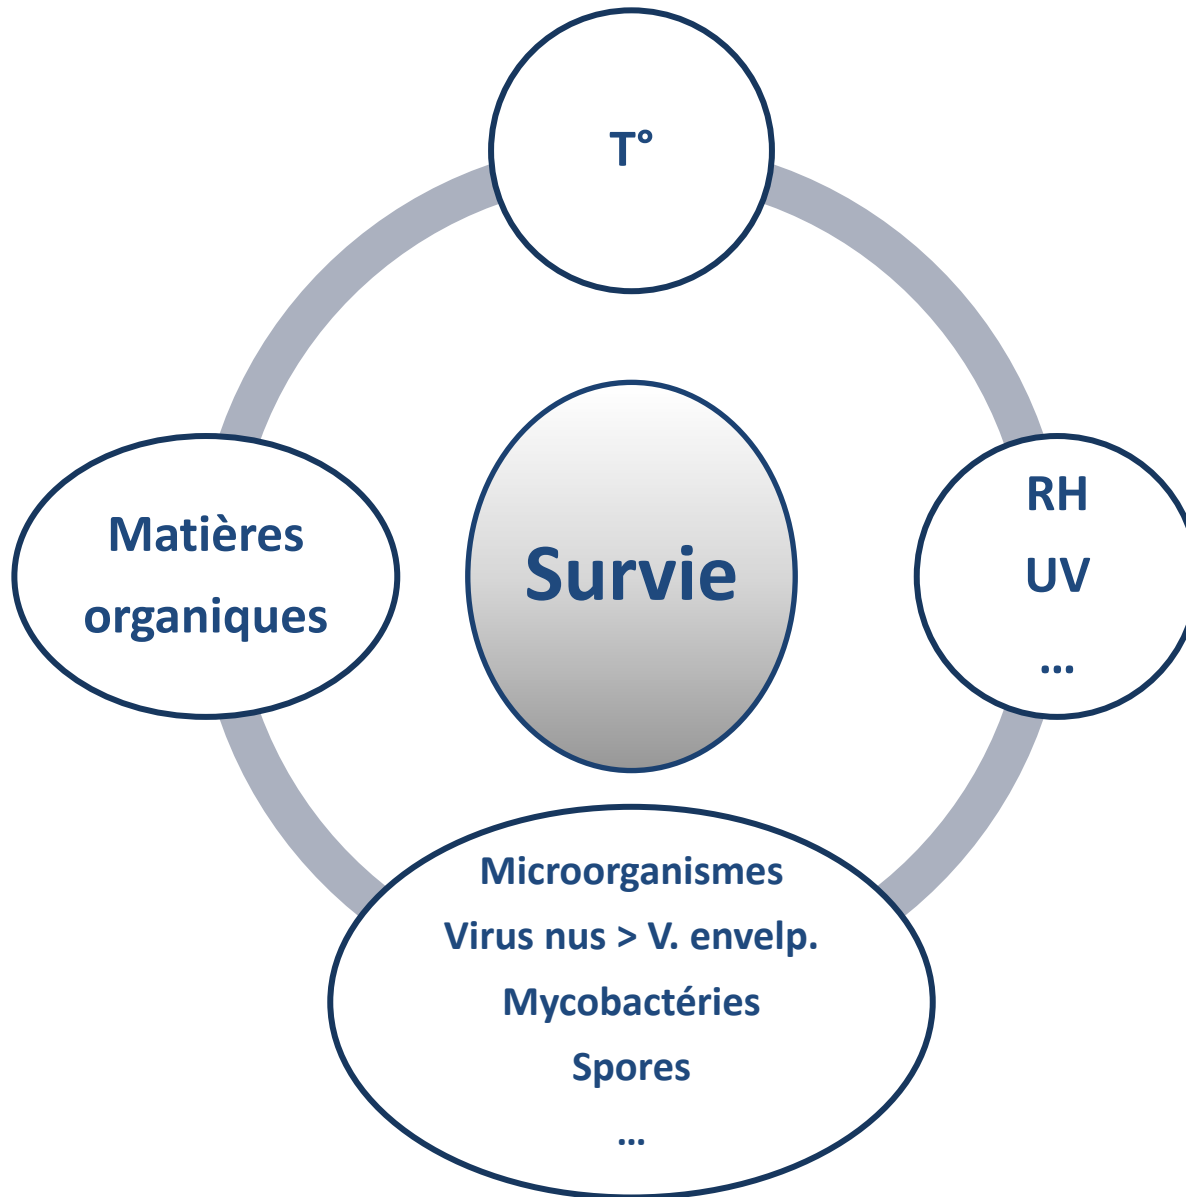 T°
RH
UV
...
Matières
organiques
Survie
Microorganismes
Virus nus > V. envelp.
Mycobactéries
Spores
...